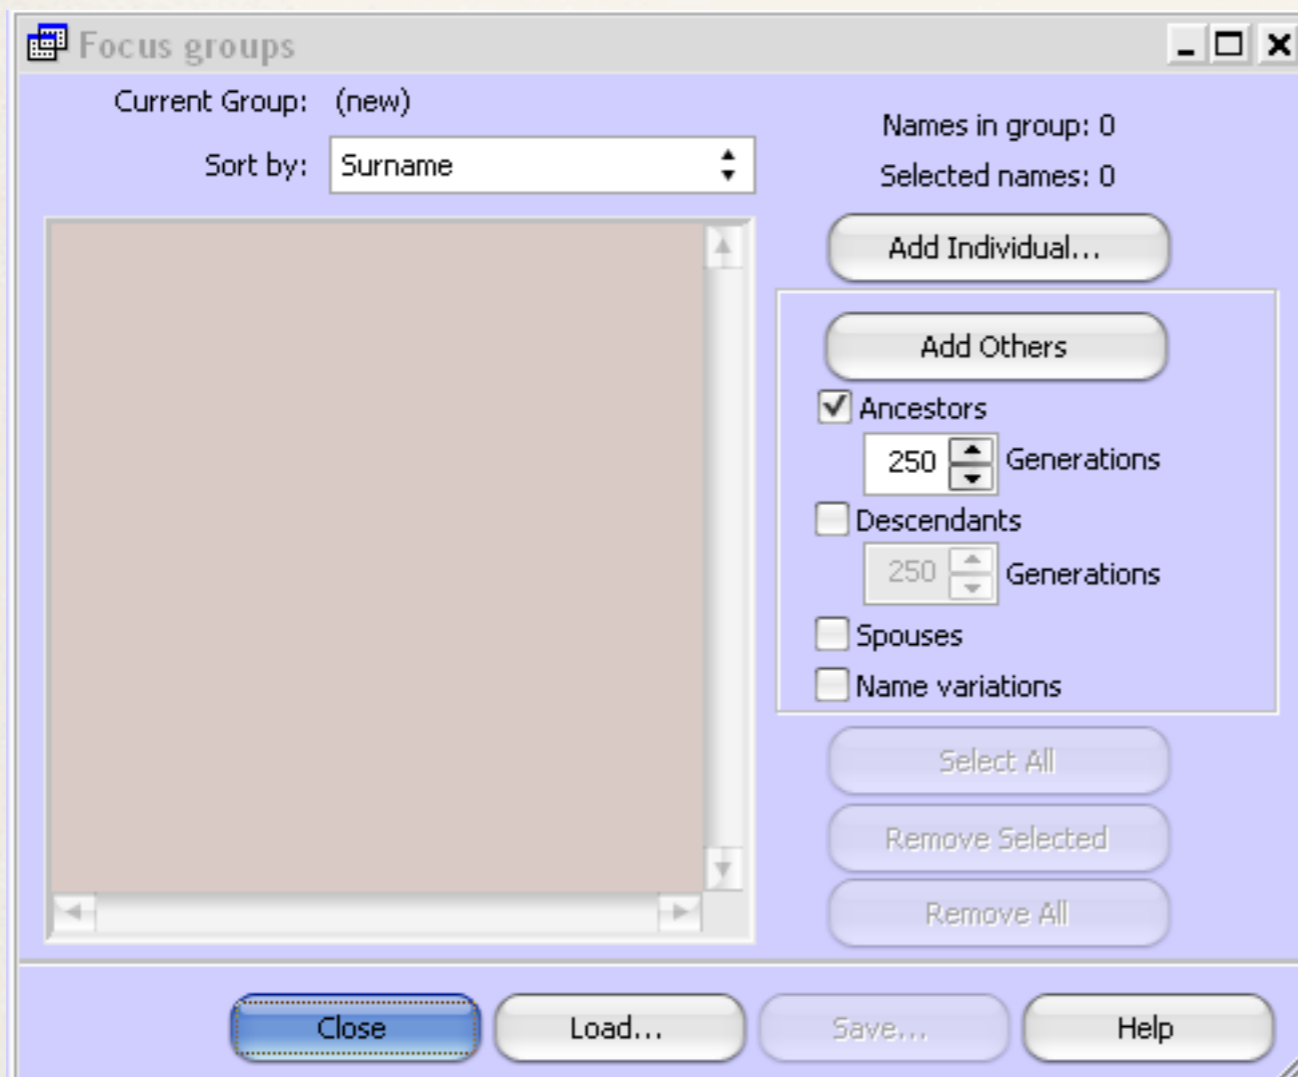 Focus groups
Current Group: (new)
Sort by: Surname
Names in group: 0
Selected names: 0
Add Individual...
Add Others
Ancestors
250 Generations
Descendants
250 Generations
Spouses
Name variations
Select All
Remove Selected
Remove All
Close Load... Save... Help